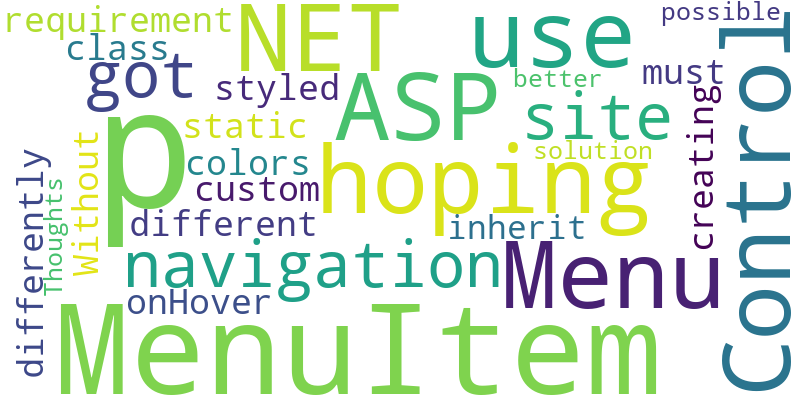 requirement
NET
use
possible
class
got
styled
ASP
better
must
Control
p
static
hoping
site
solution
creating
colors
custom
Without
differently
Thoughts
different
inherit
navigation
Menu
onHover
MenuItem